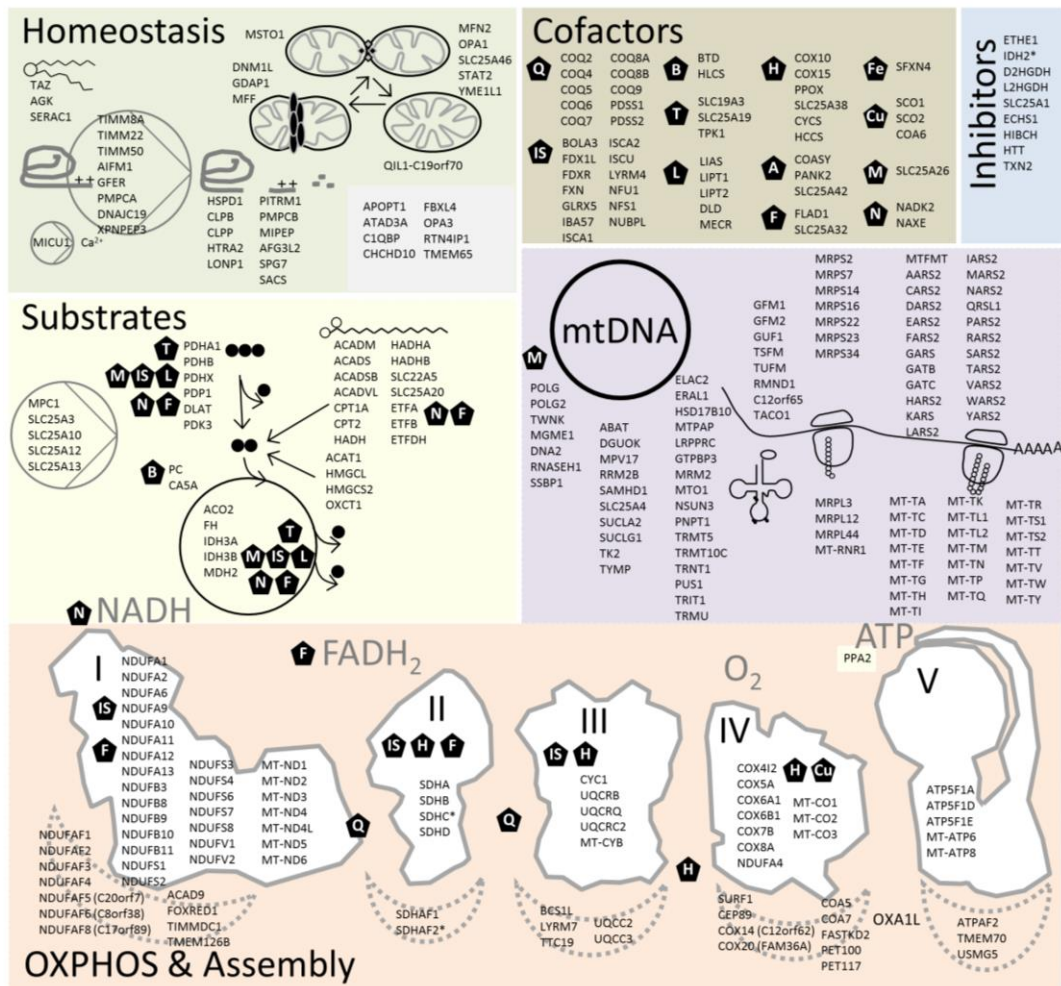 Homeostasis
TAZ
AGK
SERAC1
TIMM8A
TIMM22
TIMM50
AIFM1
GFER
PMPCA
DNAJC19
XPNPEP3
++
MICU1
Ca²⁺
MSTO1
DNM1L
GDAP1
MFF
MFN2
OPA1
SLC25A46
STAT2
YME1L1
QIL1-C19orf70
HSPD1
CLPB
CLPP
HTRA2
LONP1
++
PITRM1
PMPCB
MIPEP
AFG3L2
SPG7
SACS
APOPT1 FBXL4
ATAD3A OPA3
C1QBP RTN4IP1
CHCHD10 TMEM65
Cofactors
Q
COQ2 COQ8A
COQ4 COQ8B
COQ5 COQ9
COQ6 PDSS1
COQ7 PDSS2
IS
BOLA3 ISCA2
FDX1L ISCU
FDXR LYRM4
FXN NFU1
GLRX5 NFS1
IBA57 NUBPL
ISCA1
B
BTD
HLCS
T
SLC19A3
SLC25A19
TPK1
L
LIAS
LIPT1
LIPT2
DLD
MECR
H
COX10
COX15
PPOX
SLC25A38
CYCS
HCCS
A
COASY
PANK2
SLC25A42
F
FLAD1
SLC25A32
Fe
SFXN4
Cu
SCO1
SCO2
COA6
M
SLC25A26
N
NADK2
NAXE
Inhibitors
ETHE1
IDH2*
D2HGDH
L2HGDH
SLC25A1
ECHS1
HIBCH
HTT
TXN2
Substrates
MPC1
SLC25A3
SLC25A10
SLC25A12
SLC25A13
T
M IS L
N F
PDHA1
PDHB
PDHX
PDP1
DLAT
PDK3
B
PC
CA5A
ACADM HADHA
ACADS HADHB
ACADSB SLC22A5
ACADVL SLC25A20
CPT1A ETFA
CPT2 ETFB
HADH ETFDH
N F
ACAT1
HMGCL
HMGCS2
OXCT1
ACO2
FH
IDH3A
IDH3B
MDH2
T
M IS L
N F
mtDNA
M
POLG
POLG2
TWNK
MGME1
DNA2
RNASEH1
SSBP1
ABAT
DGUOK
MPV17
RRM2B
SAMHD1
SLC25A4
SUCLA2
SUCLG1
TK2
TYMP
ELAC2
ERAL1
HSD17B10
MTPAP
LRPPRC
GTPBP3
MRM2
MTO1
NSUN3
PNPT1
TRMT5
TRMT10C
TRNT1
PUS1
TRIT1
TRMU
GFM1
GFM2
GUF1
TSFM
TUFM
RMND1
C12orf65
TACO1
MRPS2
MRPS7
MRPS14
MRPS16
MRPS22
MRPS23
MRPS34
MTFMT IARS2
AARS2 MARS2
CARS2 NARS2
DARS2 QRSL1
EARS2 PARS2
FARS2 RARS2
GARS SARS2
GATB TARS2
GATC VARS2
HARS2 WARS2
KARS YARS2
LARS2
AAAAA
MRPL3
MRPL12
MRPL44
MT-RNR1
MT-TA
MT-TC
MT-TD
MT-TE
MT-TF
MT-TG
MT-TH
MT-TI
MT-TK
MT-TL1
MT-TL2
MT-TM
MT-TN
MT-TP
MT-TQ
MT-TR
MT-TS1
MT-TS2
MT-TT
MT-TV
MT-TW
MT-TY
N NADH
F FADH₂
O₂
ATP
PPA2
I
IS
F
NDUFA1
NDUFA2
NDUFA6
NDUFA9
NDUFA10
NDUFA11
NDUFA12
NDUFA13
NDUFB3
NDUFB8
NDUFB9
NDUFB10
NDUFB11
NDUFS1
NDUFS2
NDUFS3
NDUFS4
NDUFS6
NDUFS7
NDUFS8
NDUFV1
NDUFV2
MT-ND1
MT-ND2
MT-ND3
MT-ND4
MT-ND4L
MT-ND5
MT-ND6
NDUFAF1
NDUFAF2
NDUFAF3
NDUFAF4
NDUFAF5 (C20orf7)
NDUFAF6 (C8orf38)
NDUFAF8 (C17orf89)
ACAD9
FOXRED1
TIMMDC1
TMEM126B
Q
II
IS H F
SDHA
SDHB
SDHC*
SDHD
SDHAF1
SDHAF2*
Q
III
IS H
CYC1
UQCRB
UQCRQ
UQCRC2
MT-CYB
BCS1L
LYRM7
TTC19
UQCC2
UQCC3
H
IV
H Cu
COX4I2
COX5A
COX6A1
COX6B1
COX7B
COX8A
NDUFA4
MT-CO1
MT-CO2
MT-CO3
SURF1
CEP89
COX14 (C12orf62)
COX20 (FAM36A)
COA5
COA7
FASTKD2
PET100
PET117
OXA1L
V
ATP5F1A
ATP5F1D
ATP5F1E
MT-ATP6
MT-ATP8
ATPAF2
TMEM70
USMG5
OXPHOS & Assembly